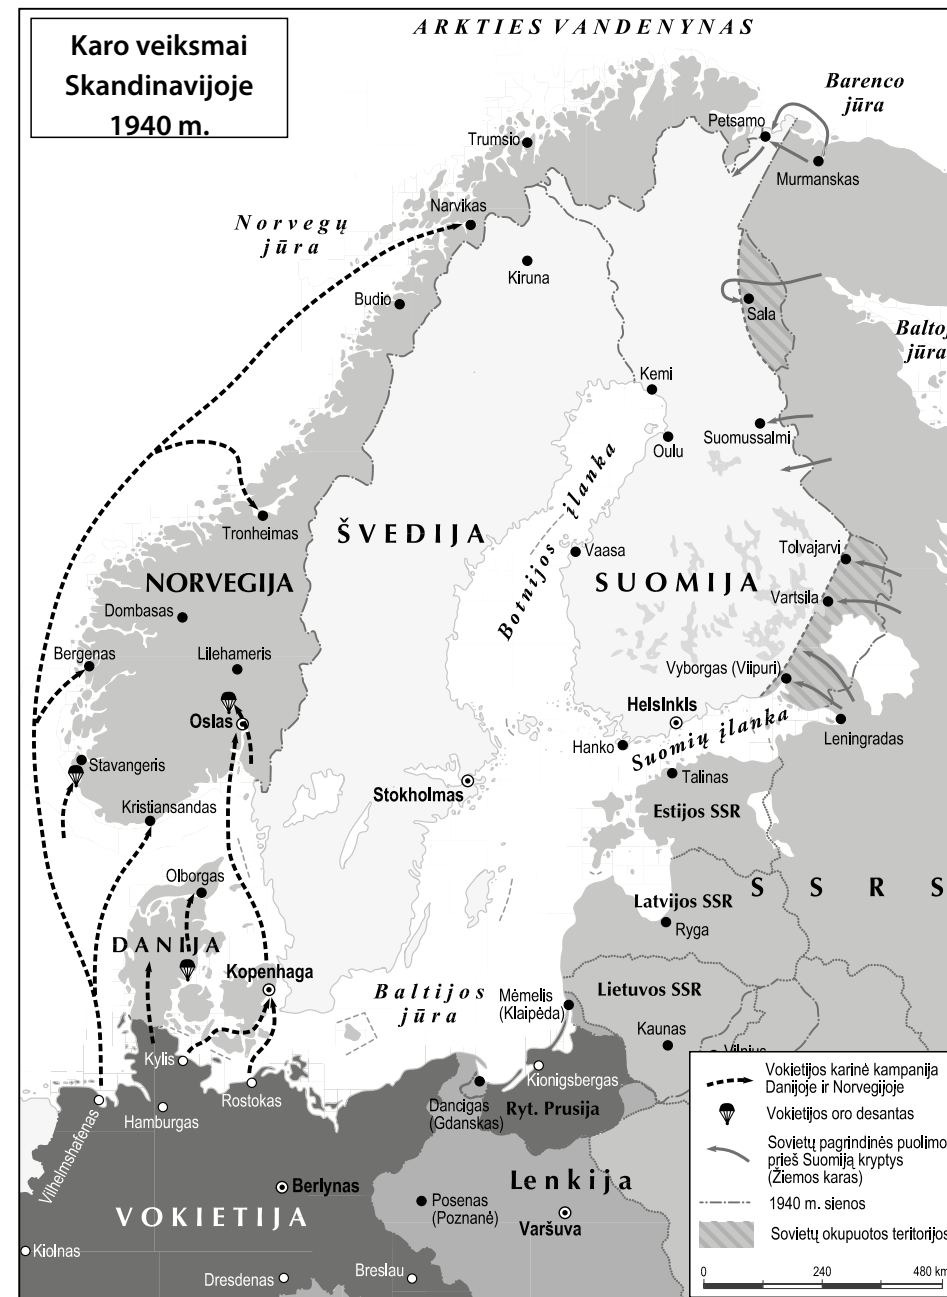 Karo veiksmai
Skandinavijoje
1940 m.
ARKTIES VANDENYNAS
Barenco
jūra
Petsamo
Trumsio
Murmanskas
Narvikas
Norvegų
jūra
Kiruna
Budio
Sala
Baltoj
jūra
Kemi
Suomussalmi
Oulu
Botnijos įlanka
Tronheimas
ŠVEDIJA
Vaasa
Tolvajarvi
NORVEGIJA
SUOMIJA
Dombasas
Vartsila
Bergenas
Lilehameris
Vyborgas (Viipuri)
Oslas
HelsInkIs
Suomių įlanka
Leningradas
Hanko
Stavangeris
Talinas
Stokholmas
Kristiansandas
Estijos SSR
Olborgas
S S R S
Latvijos SSR
Ryga
DANIJA
Kopenhaga
Baltijos
jūra
Mėmelis
(Klaipėda)
Lietuvos SSR
Kaunas
Vilnius
Kylis
Rostokas
Kionigsbergas
Vilhelmshafenas
Hamburgas
Dancigas
(Gdanskas)
Ryt. Prusija
Berlynas
Lenkija
Posenas
(Poznanė)
Varšuva
VOKIETIJA
Kiolnas
Dresdenas
Breslau
Vokietijos karinė kampanija
Danijoje ir Norvegijoje
Vokietijos oro desantas
Sovietų pagrindinės puolimo
prieš Suomiją kryptys
(Žiemos karas)
1940 m. sienos
Sovietų okupuotos teritorijos
0 240 480 km